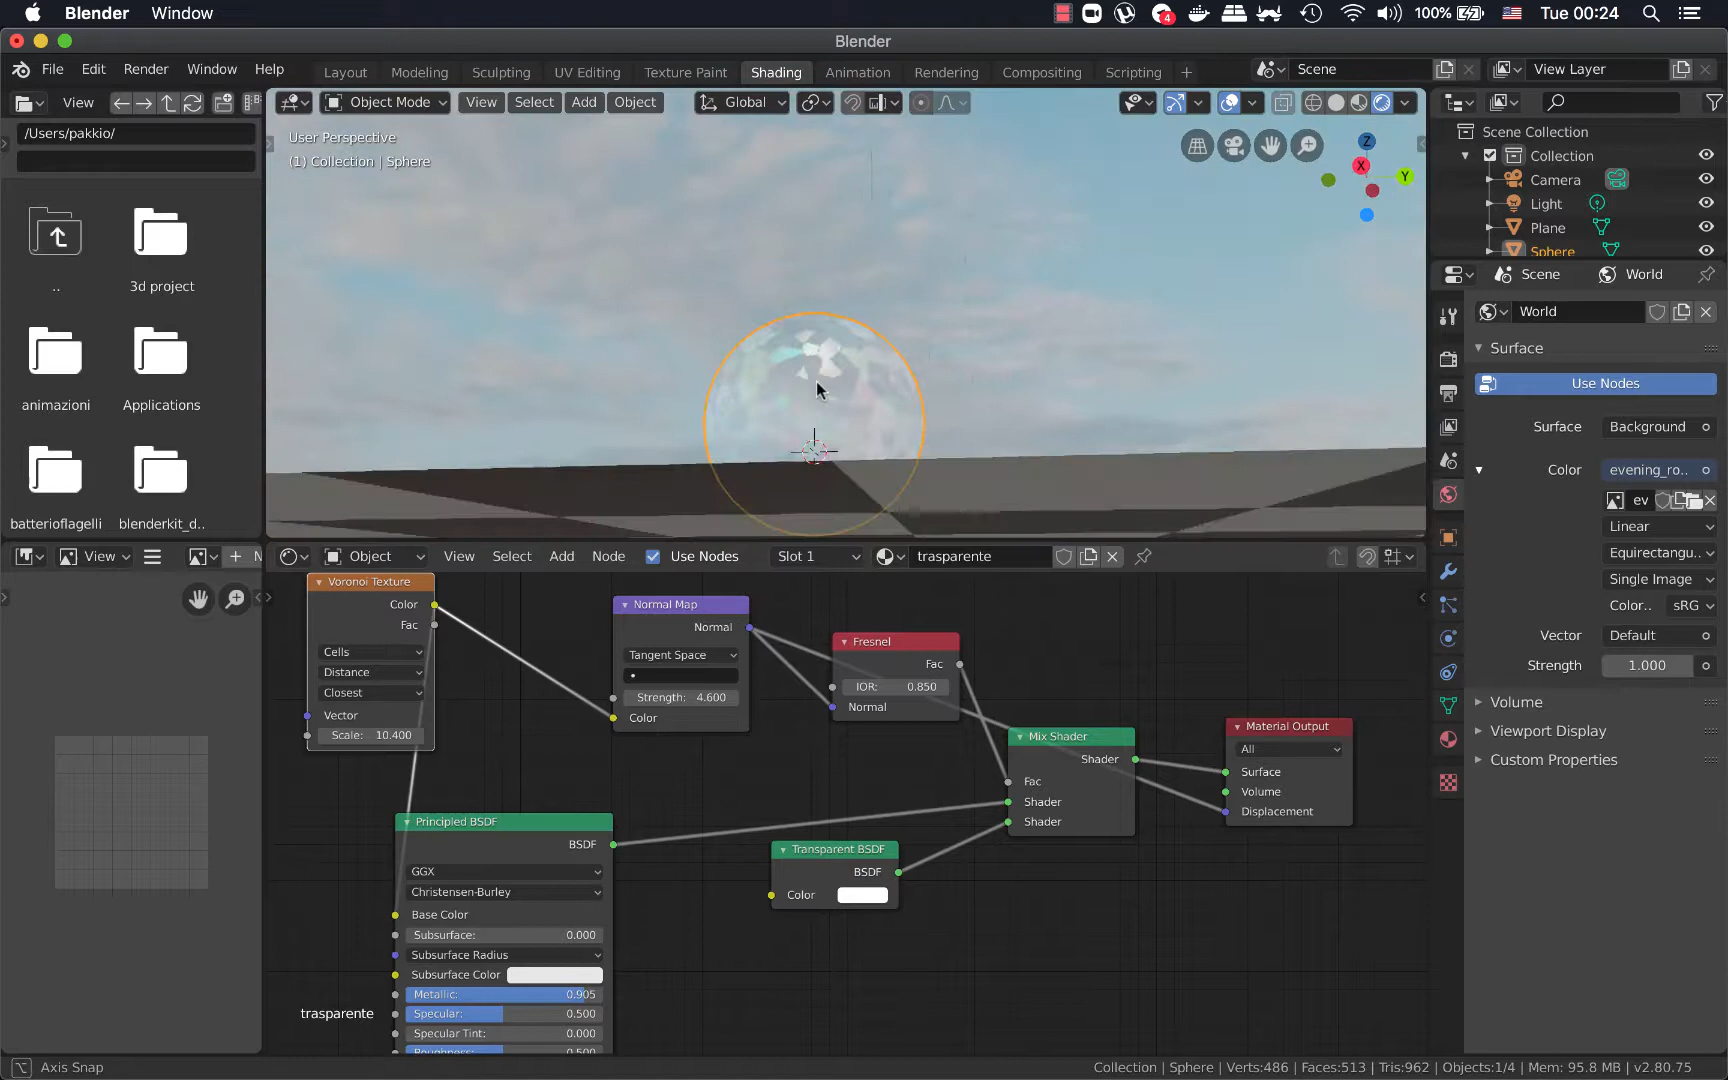 Blender Window
4
100%
Tue 00:24
Blender
File Edit Render Window Help
Layout Modeling Sculpting UV Editing Texture Paint Shading Animation Rendering Compositing Scripting +
Scene
View Layer
View
Object Mode
View Select Add Object
Global
/Users/pakkio/
..
3d project
animazioni
Applications
batterioflagelli
blenderkit_d..
User Perspective
(1) Collection | Sphere
Z
X
Y
Scene Collection
Collection
Camera
Light
Plane
Sphere
Scene World
World
Surface
Use Nodes
Surface Background
Color evening_ro..
ev
Linear
Equirectangu..
Single Image
Color.. sRG
Vector Default
Strength 1.000
Volume
Viewport Display
Custom Properties
View
+ N
Object
View Select Add Node
Use Nodes
Slot 1
trasparente
Voronoi Texture
Color
Fac
Cells
Distance
Closest
Vector
Scale: 10.400
Normal Map
Normal
Tangent Space
Strength: 4.600
Color
Fresnel
Fac
IOR: 0.850
Normal
Mix Shader
Shader
Fac
Shader
Shader
Material Output
All
Surface
Volume
Displacement
Principled BSDF
BSDF
GGX
Christensen-Burley
Base Color
Subsurface: 0.000
Subsurface Radius
Subsurface Color
Metallic: 0.905
Specular: 0.500
Specular Tint: 0.000
Roughness: 0.500
Transparent BSDF
BSDF
Color
trasparente
Axis Snap
Collection | Sphere | Verts:486 | Faces:513 | Tris:962 | Objects:1/4 | Mem: 95.8 MB | v2.80.75